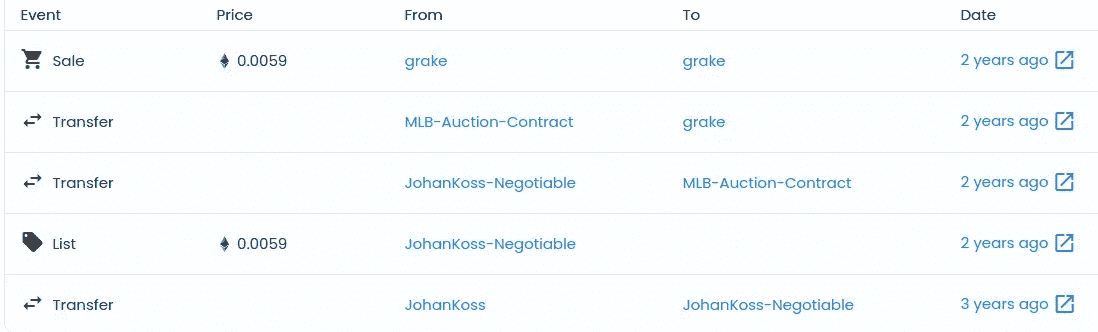 Event Price From To Date
Sale 0.0059 grake grake 2 years ago
Transfer MLB-Auction-Contract grake 2 years ago
Transfer JohanKoss-Negotiable MLB-Auction-Contract 2 years ago
List 0.0059 JohanKoss-Negotiable 2 years ago
Transfer JohanKoss JohanKoss-Negotiable 3 years ago